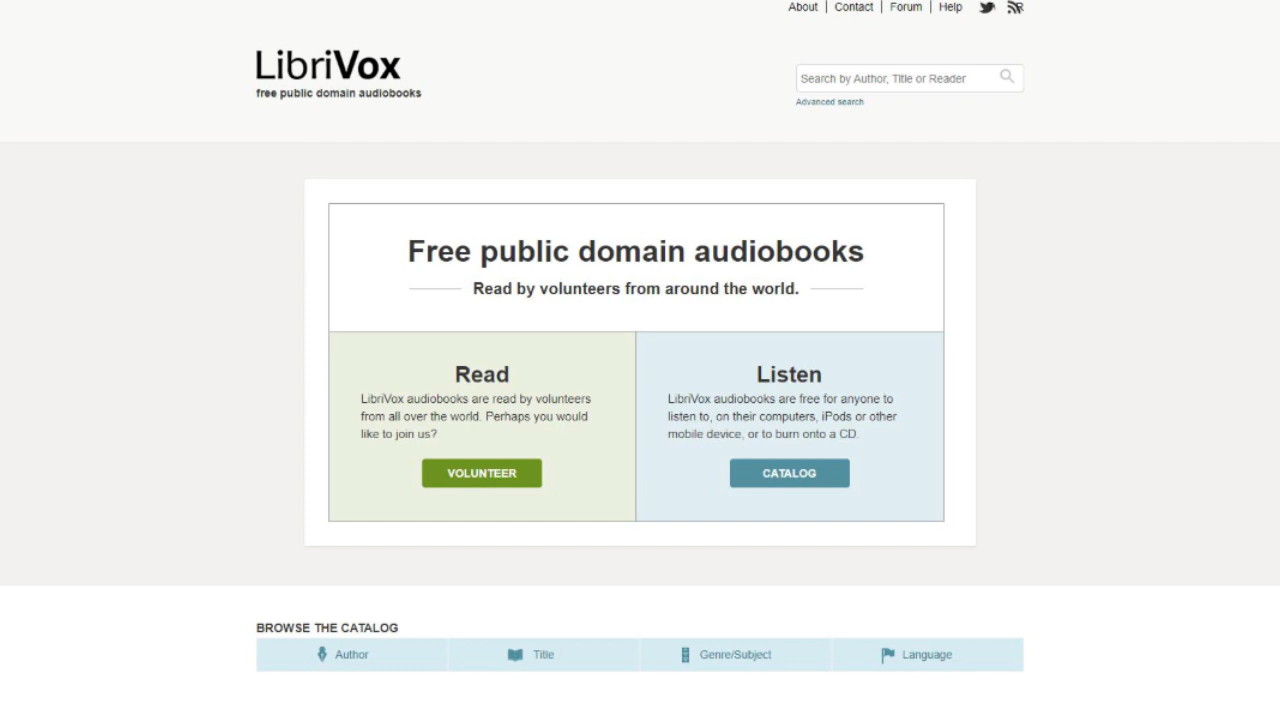 About | Contact | Forum | Help
LibriVox
free public domain audiobooks
Search by Author, Title or Reader
Advanced search
Free public domain audiobooks
Read by volunteers from around the world.
Read
LibriVox audiobooks are read by volunteers
from all over the world. Perhaps you would
like to join us?
VOLUNTEER
Listen
LibriVox audiobooks are free for anyone to
listen to, on their computers, iPods or other
mobile device, or to burn onto a CD.
CATALOG
BROWSE THE CATALOG
Author
Title
Genre/Subject
Language